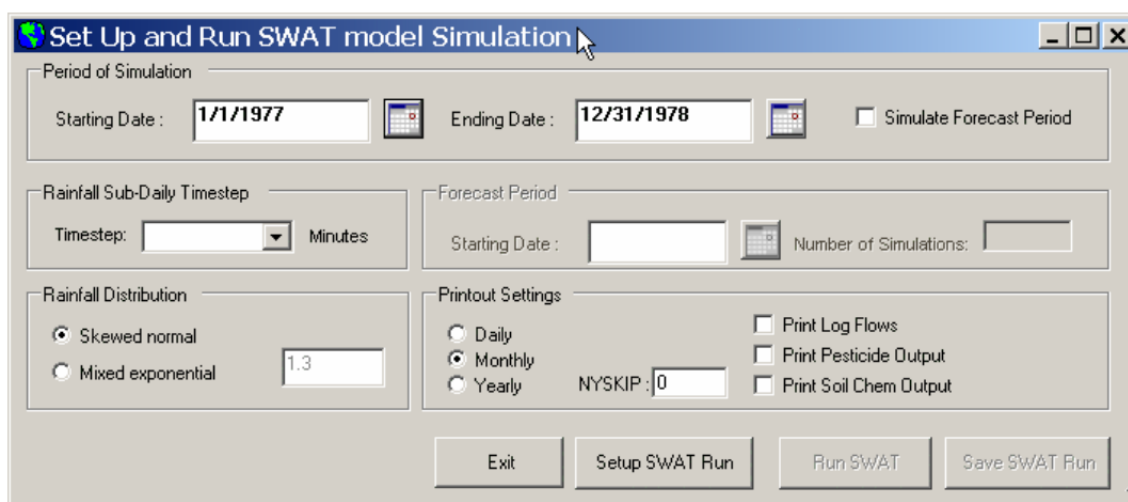 Set Up and Run SWAT model Simulation
Period of Simulation
Starting Date : 1/1/1977 Ending Date : 12/31/1978 Simulate Forecast Period
Rainfall Sub-Daily Timestep Forecast Period
Timestep: Minutes Starting Date : Number of Simulations:
Rainfall Distribution Printout Settings
Skewed normal Daily Print Log Flows
Mixed exponential 1.3 Monthly Print Pesticide Output
Yearly NYSKIP : 0 Print Soil Chem Output
Exit Setup SWAT Run Run SWAT Save SWAT Run